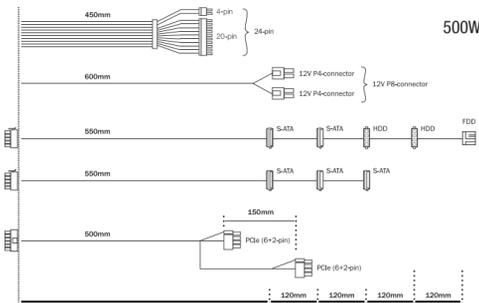 450mm
4-pin
20-pin
24-pin
500W
600mm
12V P4-connector
12V P4-connector
12V P8-connector
550mm
S-ATA
S-ATA
HDD
HDD
FDD
550mm
S-ATA
S-ATA
S-ATA
150mm
500mm
PCIe (6+2-pin)
PCIe (6+2-pin)
120mm
120mm
120mm
120mm